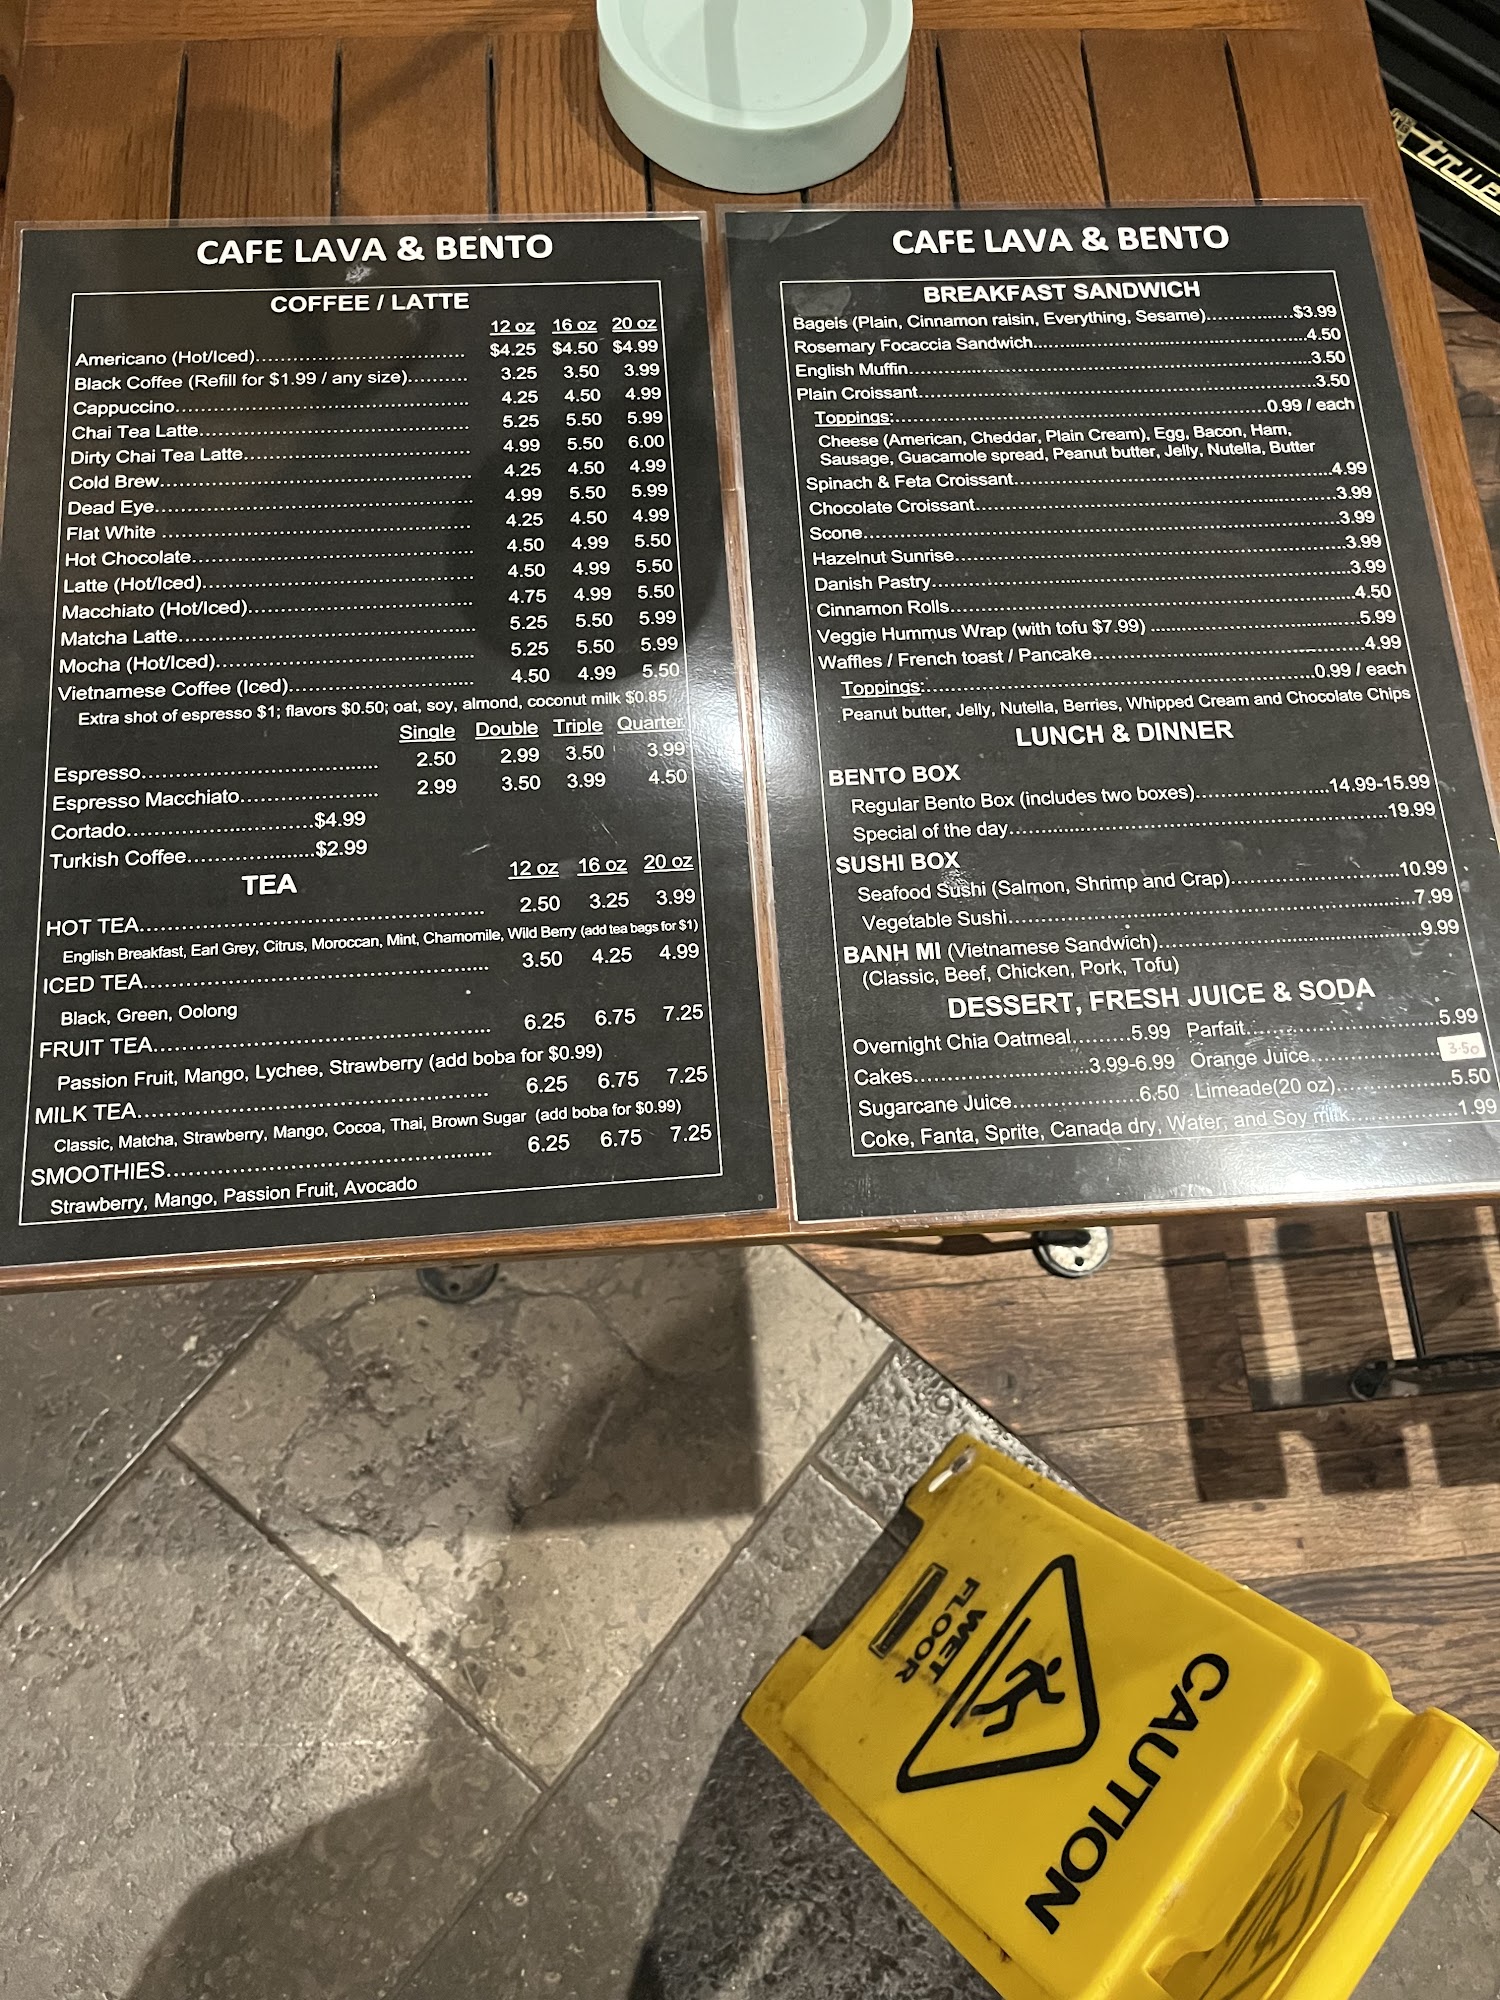 CAFE LAVA & BENTO
COFFEE / LATTE
12 oz 16 oz 20 oz
Americano (Hot/Iced)........ $4.25 $4.50 $4.99
Black Coffee (Refill for $1.99 / any size)........ 3.25 3.50 3.99
Cappuccino........ 4.25 4.50 4.99
Chai Tea Latte........ 5.25 5.50 5.99
Dirty Chai Tea Latte........ 4.99 5.50 6.00
Cold Brew........ 4.25 4.50 4.99
Dead Eye........ 4.99 5.50 5.99
Flat White ........ 4.25 4.50 4.99
Hot Chocolate........ 4.50 4.99 5.50
Latte (Hot/Iced)........ 4.50 4.99 5.50
Macchiato (Hot/Iced)........ 4.75 4.99 5.50
Matcha Latte........ 5.25 5.50 5.99
Mocha (Hot/Iced)........ 5.25 5.50 5.99
Vietnamese Coffee (Iced)........ 4.50 4.99 5.50
Extra shot of espresso $1; flavors $0.50; oat, soy, almond, coconut milk $0.85
Single Double Triple Quarter
Espresso........ 2.50 2.99 3.50 3.99
Espresso Macchiato........ 2.99 3.50 3.99 4.50
Cortado........$4.99
Turkish Coffee........$2.99
TEA
12 oz 16 oz 20 oz
HOT TEA........ 2.50 3.25 3.99
English Breakfast, Earl Grey, Citrus, Moroccan, Mint, Chamomile, Wild Berry (add tea bags for $1)
ICED TEA........ 3.50 4.25 4.99
Black, Green, Oolong
FRUIT TEA........ 6.25 6.75 7.25
Passion Fruit, Mango, Lychee, Strawberry (add boba for $0.99)
MILK TEA........ 6.25 6.75 7.25
Classic, Matcha, Strawberry, Mango, Cocoa, Thai, Brown Sugar (add boba for $0.99)
SMOOTHIES........ 6.25 6.75 7.25
Strawberry, Mango, Passion Fruit, Avocado
CAFE LAVA & BENTO
BREAKFAST SANDWICH
Bagels (Plain, Cinnamon raisin, Everything, Sesame)........$3.99
Rosemary Focaccia Sandwich........4.50
English Muffin........3.50
Plain Croissant........3.50
Toppings:........0.99 / each
Cheese (American, Cheddar, Plain Cream), Egg, Bacon, Ham,
Sausage, Guacamole spread, Peanut butter, Jelly, Nutella, Butter
Spinach & Feta Croissant........4.99
Chocolate Croissant........3.99
Scone........3.99
Hazelnut Sunrise........3.99
Danish Pastry........3.99
Cinnamon Rolls........4.50
Veggie Hummus Wrap (with tofu $7.99) ........5.99
Waffles / French toast / Pancake........4.99
Toppings:........0.99 / each
Peanut butter, Jelly, Nutella, Berries, Whipped Cream and Chocolate Chips
LUNCH & DINNER
BENTO BOX
Regular Bento Box (includes two boxes)........14.99-15.99
Special of the day........19.99
SUSHI BOX
Seafood Sushi (Salmon, Shrimp and Crap)........10.99
Vegetable Sushi........7.99
BANH MI (Vietnamese Sandwich)........9.99
(Classic, Beef, Chicken, Pork, Tofu)
DESSERT, FRESH JUICE & SODA
Overnight Chia Oatmeal........5.99 Parfait........5.99
Cakes........3.99-6.99 Orange Juice........3.50
Sugarcane Juice........6.50 Limeade(20 oz)........5.50
Coke, Fanta, Sprite, Canada dry, Water, and Soy milk........1.99
true
CAUTION
WET
FLOOR